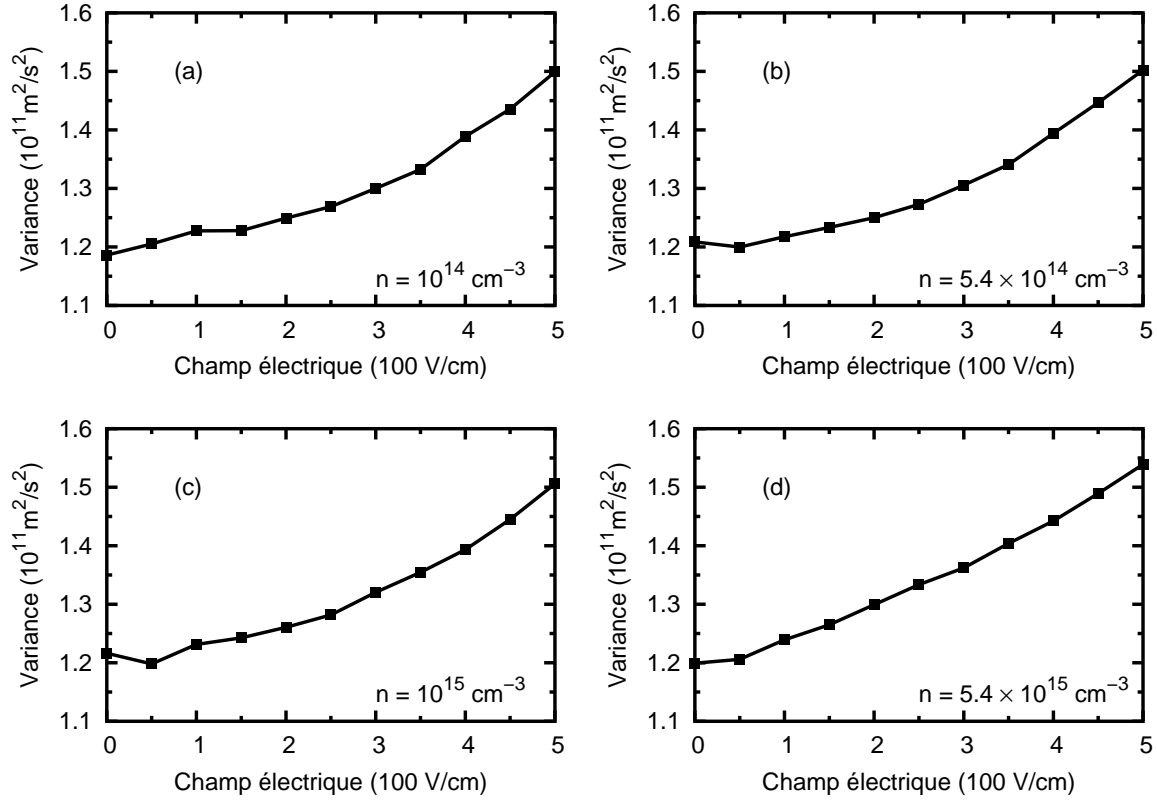 1.6
1.5
1.4
1.3
1.2
1.1
Variance (10¹¹m²/s²)
(a)
n = 10¹⁴ cm⁻³
0 1 2 3 4 5
Champ électrique (100 V/cm)
1.6
1.5
1.4
1.3
1.2
1.1
Variance (10¹¹m²/s²)
(b)
n = 5.4 × 10¹⁴ cm⁻³
0 1 2 3 4 5
Champ électrique (100 V/cm)
1.6
1.5
1.4
1.3
1.2
1.1
Variance (10¹¹m²/s²)
(c)
n = 10¹⁵ cm⁻³
0 1 2 3 4 5
Champ électrique (100 V/cm)
1.6
1.5
1.4
1.3
1.2
1.1
Variance (10¹¹m²/s²)
(d)
n = 5.4 × 10¹⁵ cm⁻³
0 1 2 3 4 5
Champ électrique (100 V/cm)